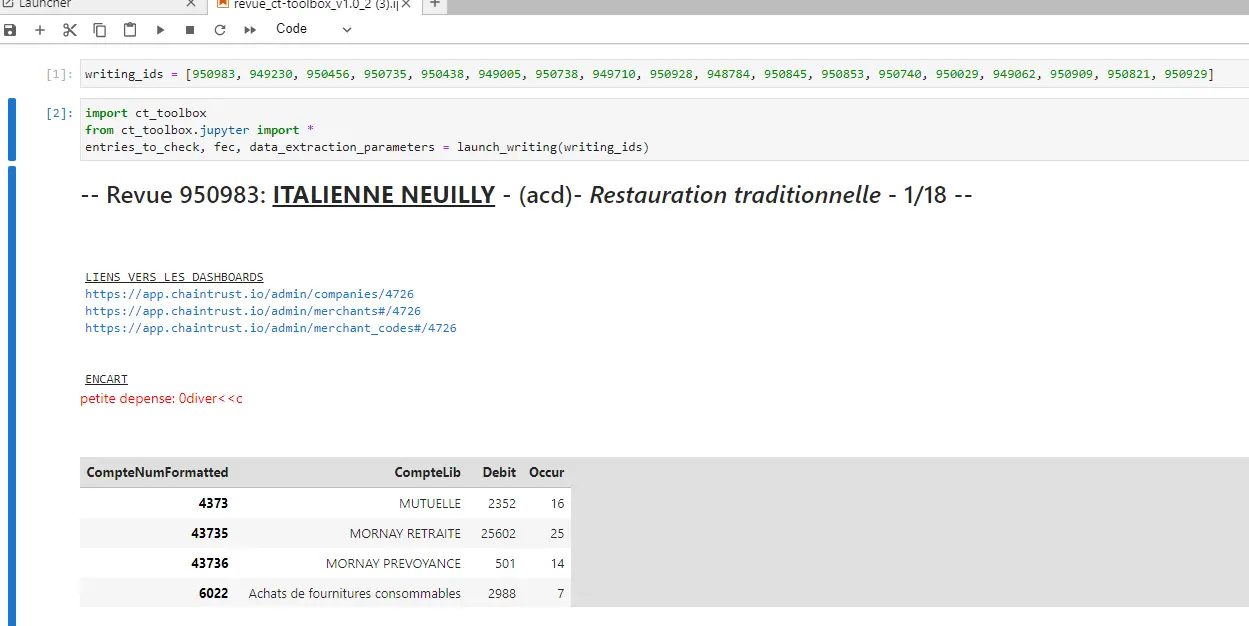 Launcher
revue_ct-toolbox_v1.0_2 (3).ip
Code
[1]: writing_ids = [950983, 949230, 950456, 950735, 950438, 949005, 950738, 949710, 950928, 948784, 950845, 950853, 950740, 950029, 949062, 950909, 950821, 950929]
[2]: import ct_toolbox
from ct_toolbox.jupyter import *
entries_to_check, fec, data_extraction_parameters = launch_writing(writing_ids)
-- Revue 950983: ITALIENNE NEUILLY - (acd)- Restauration traditionnelle - 1/18 --
LIENS VERS LES DASHBOARDS
https://app.chaintrust.io/admin/companies/4726
https://app.chaintrust.io/admin/merchants#/4726
https://app.chaintrust.io/admin/merchant_codes#/4726
ENCART
petite depense: 0diver<<c
CompteNumFormatted CompteLib Debit Occur
4373 MUTUELLE 2352 16
43735 MORNAY RETRAITE 25602 25
43736 MORNAY PREVOYANCE 501 14
6022 Achats de fournitures consommables 2988 7